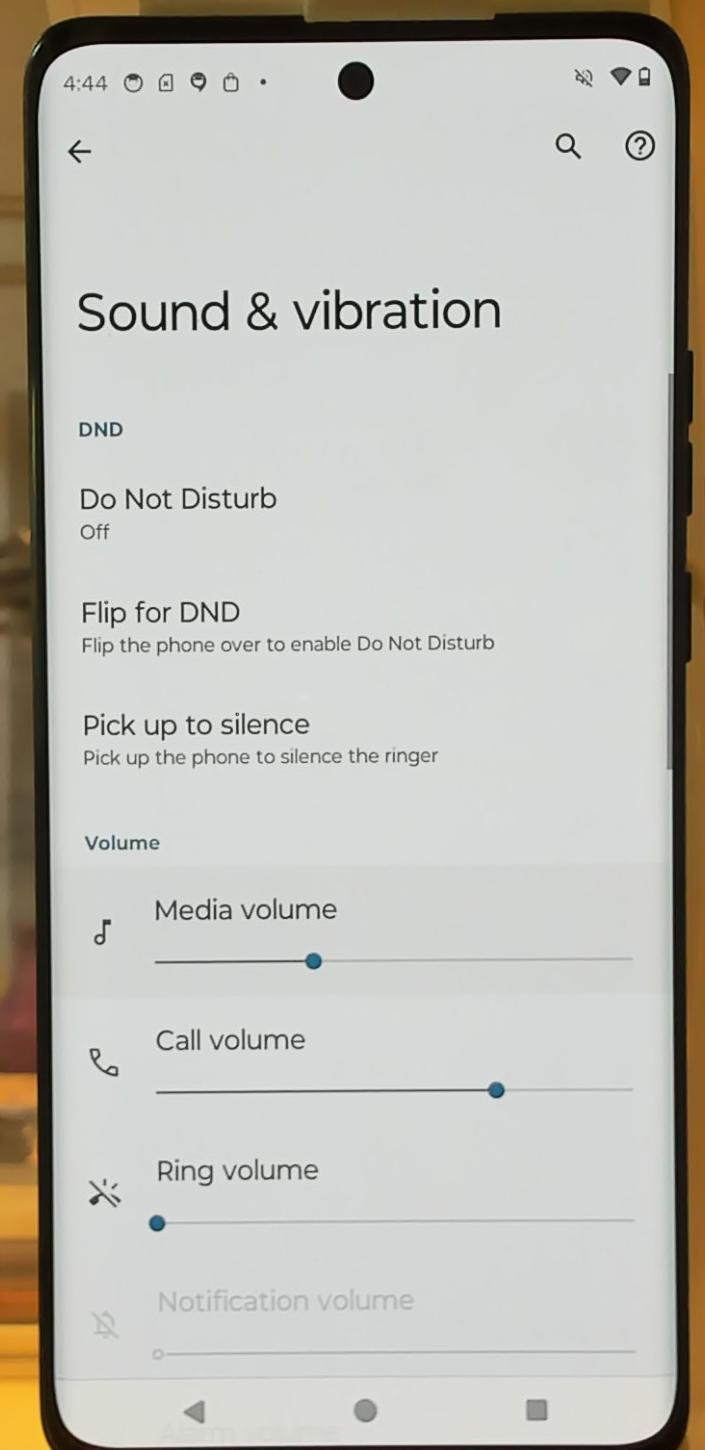 4:44
Sound & vibration
DND
Do Not Disturb
Off
Flip for DND
Flip the phone over to enable Do Not Disturb
Pick up to silence
Pick up the phone to silence the ringer
Volume
Media volume
Call volume
Ring volume
Notification volume
Alarm volume